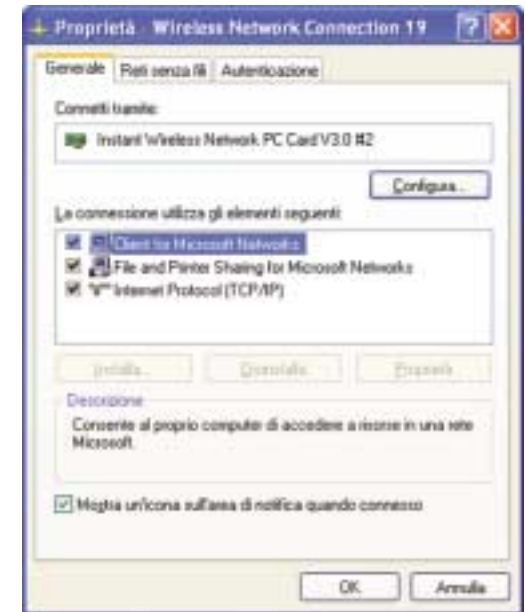 Proprietà - Wireless Network Connection 19
Generale Reti senza fili Autenticazione
Connetti tramite:
Instant Wireless Network PC Card V3.0 #2
Configura...
La connessione utilizza gli elementi seguenti:
Client for Microsoft Networks
File and Printer Sharing for Microsoft Networks
Internet Protocol (TCP/IP)
Installa... Disinstalla Proprietà
Descrizione
Consente al proprio computer di accedere a risorse in una rete
Microsoft.
Mostra un'icona sull'area di notifica quando connesso
OK Annulla